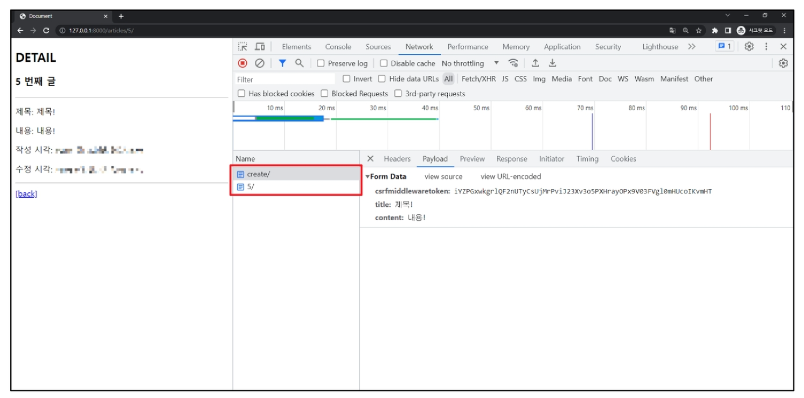 Document
127.0.0.1:8000/articles/5/
시크릿 모드
DETAIL
5 번째 글
제목: 제목!
내용: 내용!
작성 시각:
수정 시각:
[back]
Elements Console Sources Network Performance Memory Application Security Lighthouse 1
Preserve log Disable cache No throttling
Filter Invert Hide data URLs All Fetch/XHR JS CSS Img Media Font Doc WS Wasm Manifest Other
Has blocked cookies Blocked Requests 3rd-party requests
10 ms 20 ms 30 ms 40 ms 50 ms 60 ms 70 ms 80 ms 90 ms 100 ms 110
Name
create/
5/
Headers Payload Preview Response Initiator Timing Cookies
Form Data view source view URL-encoded
csrfmiddlewaretoken:
title: 제목!
content: 내용!